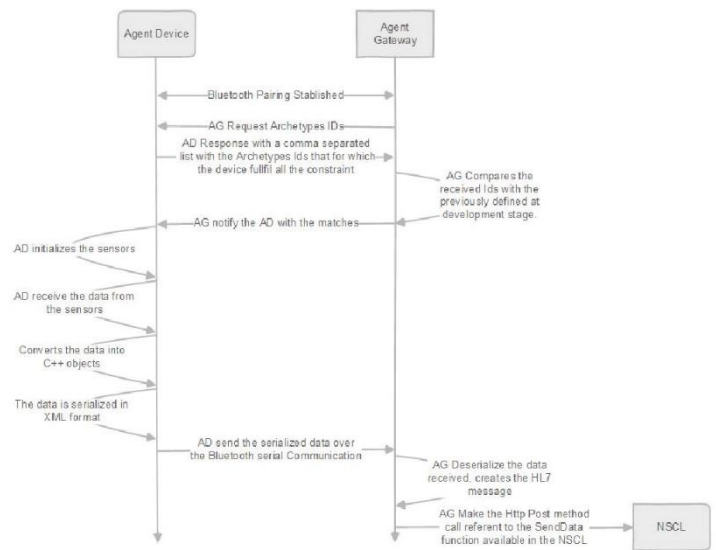 Agent Device
Agent
Gateway
Bluetooth Pairing Stablished
AG Request Archetypes IDs
AD Response with a comma separated
list with the Archetypes Ids that for which
the device fullfil all the constraint
AG Compares the
received Ids with the
previously defined at
development stage.
AG notify the AD with the matches
AD initializes the sensors
AD receive the data from
the sensors
Converts the data into
C++ objects
The data is serialized in
XML format
AD send the serialized data over
the Bluetooth serial Communication
AG Deserialize the data
received, creates the HL7
message
AG Make the Http Post method
call referent to the SendData
function available in the NSCL
NSCL